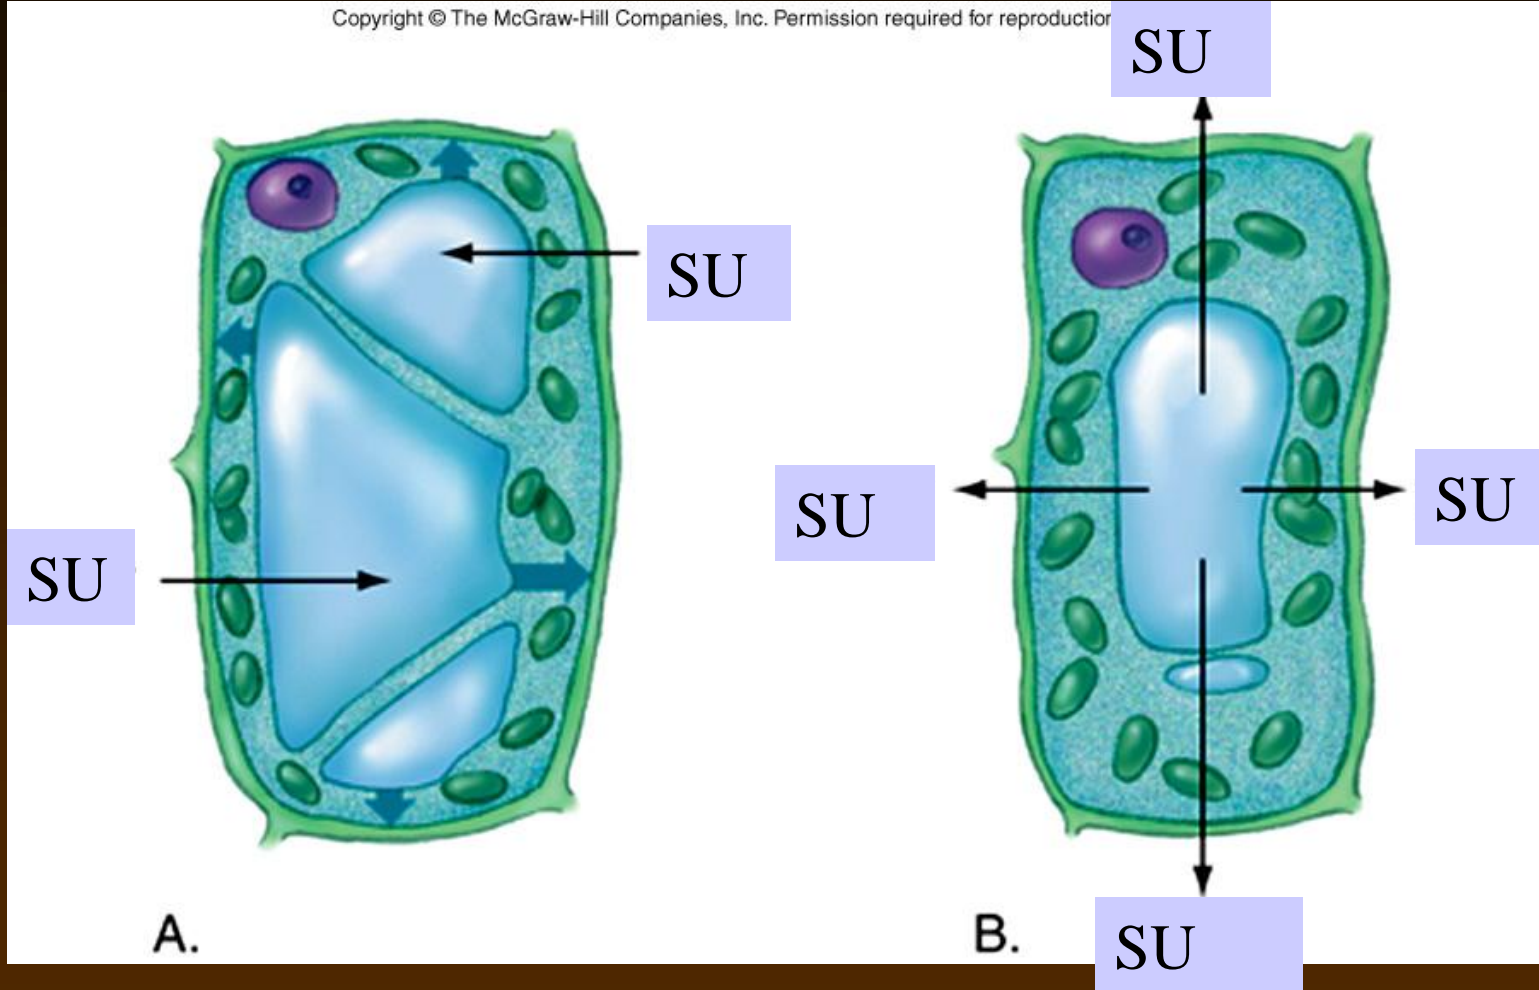 Copyright © The McGraw-Hill Companies, Inc. Permission required for reproduction
SU
SU
SU
SU
SU
SU
A.
B.
SU